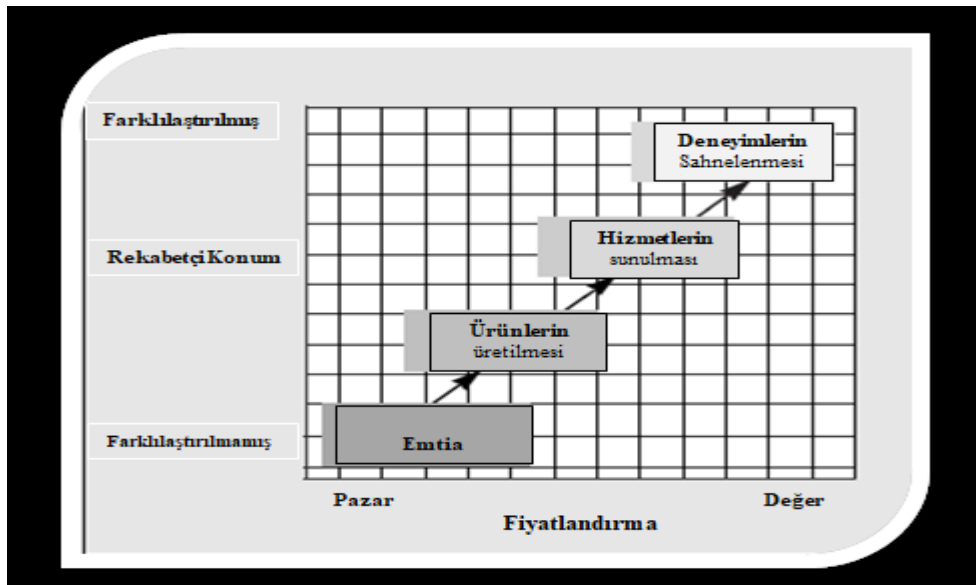 Farklılaştırılmış
Deneyimlerin
Sahnelenmesi
Rekabetçi Konum
Hizmetlerin
sunulması
Ürünlerin
üretilmesi
Farklılaştırılmamış
Emtia
Pazar
Değer
Fiyatlandırma